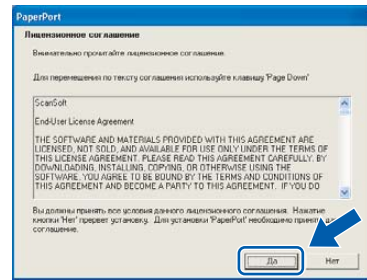 PaperPort
Лицензионное соглашение
Внимательно прочитайте лицензионное соглашение.
Для перемещения по тексту соглашения используйте клавишу 'Page Down'
ScanSoft
End-User License Agreement
THE SOFTWARE AND MATERIALS PROVIDED WITH THIS AGREEMENT ARE
LICENSED, NOT SOLD, AND AVAILABLE FOR USE ONLY UNDER THE TERMS OF
THIS LICENSE AGREEMENT. PLEASE READ THIS AGREEMENT CAREFULLY. BY
DOWNLOADING, INSTALLING, COPYING, OR OTHERWISE USING THE
SOFTWARE, YOU AGREE TO BE BOUND BY THE TERMS AND CONDITIONS OF
THIS AGREEMENT AND BECOME A PARTY TO THIS AGREEMENT. IF YOU DO
Вы должны принять все условия данного лицензионного соглашения. Нажатие
кнопки 'Нет' прервет установку. Для установки 'PaperPort' необходимо
соглашение.
Да
Нет